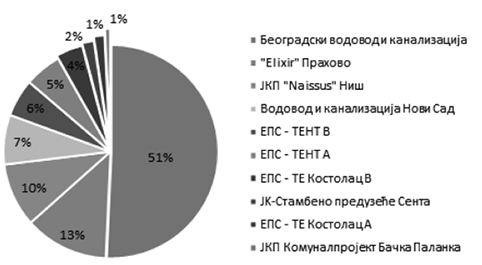 1%
1%
2%
4%
5%
6%
7%
10%
13%
51%
Београдски водовод и канализација
"Elixir" Прахово
ЈКП "Naissus" Ниш
Водовод и канализација Нови Сад
ЕПС - ТЕНТ В
ЕПС - ТЕНТ А
ЕПС - ТЕ Костолац В
ЈК-Стамбено предузеће Сента
ЕПС - ТЕ Костолац А
ЈКП Комуналпројект Бачка Паланка